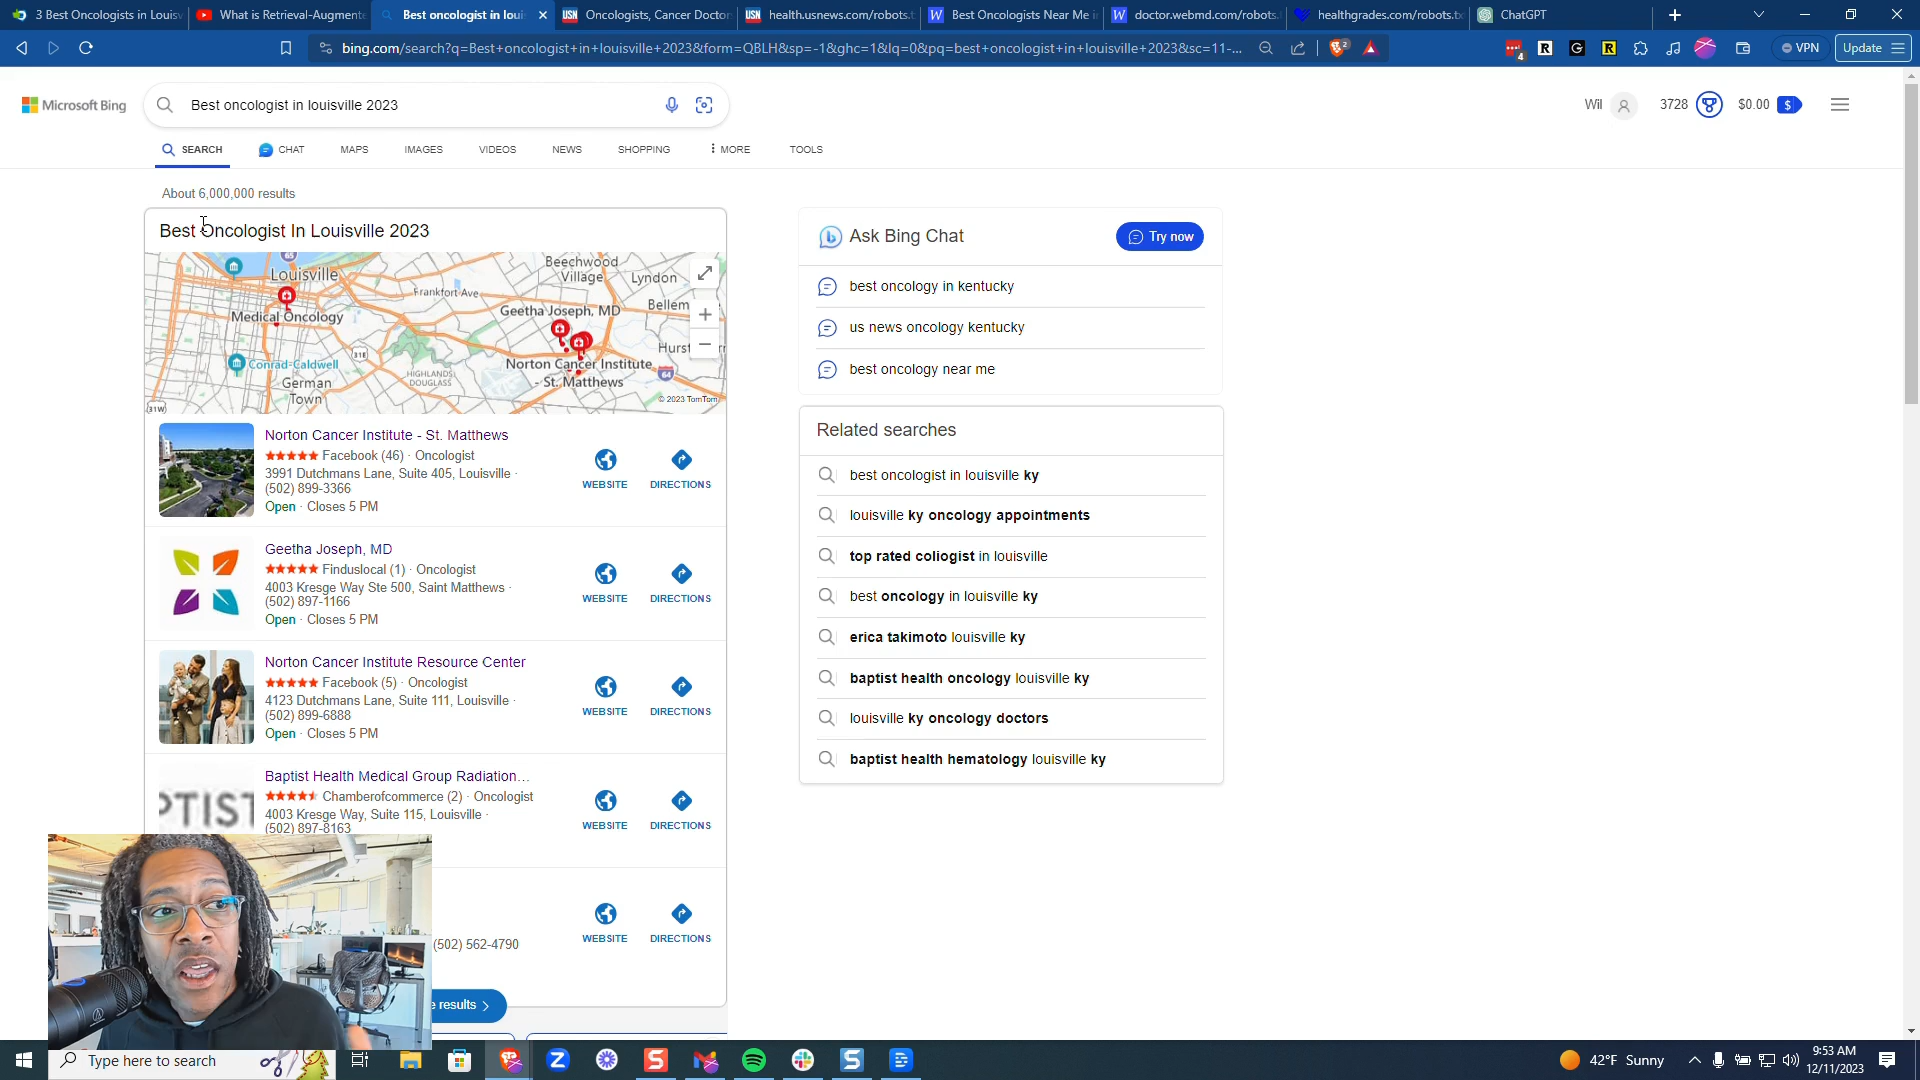 3 Best Oncologists in Louisv
What is Retrieval-Augmente
Best oncologist in loui
USN
Oncologists, Cancer Doctor
USN
health.usnews.com/robots.t
W
Best Oncologists Near Me i
W
doctor.webmd.com/robots.
healthgrades.com/robots.tx
ChatGPT
bing.com/search?q=Best+oncologist+in+louisville+2023&form=QBLH&sp=-1&ghc=1&lq=0&pq=best+oncologist+in+louisville+2023&sc=11-...
VPN
Update
Microsoft Bing
Best oncologist in louisville 2023
Wil
3728
$0.00
SEARCH
CHAT
MAPS
IMAGES
VIDEOS
NEWS
SHOPPING
MORE
TOOLS
About 6,000,000 results
Best Oncologist In Louisville 2023
Louisville
Beechwood
Village
Lyndon
Frankfort-Ave
Medical Oncology
Geetha Joseph, MD
Bellem
Hurst
Conrad-Caldwell
German
Town
HIGHLANDS
DOUGLASS
Norton Cancer Institute
- St. Matthews
31E
64
65
31W
© 2023 TomTom
Norton Cancer Institute - St. Matthews
Facebook (46) · Oncologist
3991 Dutchmans Lane, Suite 405, Louisville ·
(502) 899-3366
Open · Closes 5 PM
WEBSITE
DIRECTIONS
Geetha Joseph, MD
Finduslocal (1) · Oncologist
4003 Kresge Way Ste 500, Saint Matthews ·
(502) 897-1166
Open · Closes 5 PM
WEBSITE
DIRECTIONS
Norton Cancer Institute Resource Center
Facebook (5) · Oncologist
4123 Dutchmans Lane, Suite 111, Louisville ·
(502) 899-6888
Open · Closes 5 PM
WEBSITE
DIRECTIONS
PTIST
Baptist Health Medical Group Radiation...
Chamberofcommerce (2) · Oncologist
4003 Kresge Way, Suite 115, Louisville ·
(502) 897-8163
WEBSITE
DIRECTIONS
(502) 562-4790
WEBSITE
DIRECTIONS
e results
Ask Bing Chat
Try now
best oncology in kentucky
us news oncology kentucky
best oncology near me
Related searches
best oncologist in louisville ky
louisville ky oncology appointments
top rated coliogist in louisville
best oncology in louisville ky
erica takimoto louisville ky
baptist health oncology louisville ky
louisville ky oncology doctors
baptist health hematology louisville ky
Type here to search
42°F Sunny
9:53 AM
12/11/2023